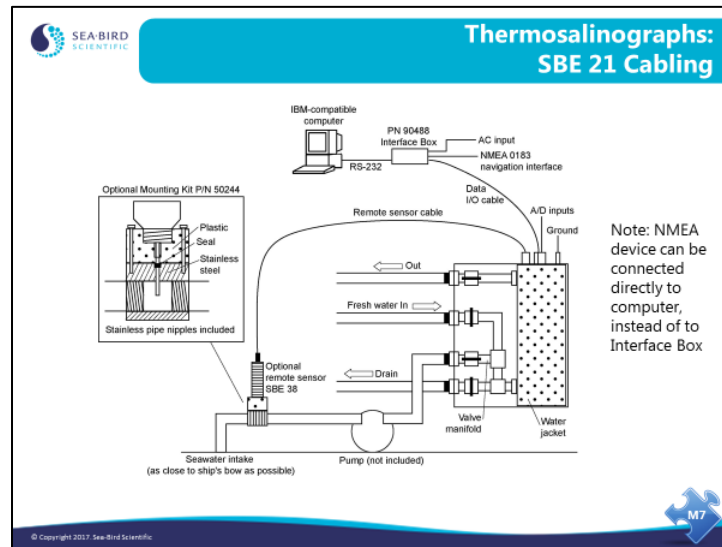 SEA·BIRD
SCIENTIFIC
Thermosalinographs:
SBE 21 Cabling
IBM-compatible
computer
PN 90488
Interface Box
AC input
NMEA 0183
navigation interface
RS-232
Data
I/O cable
Optional Mounting Kit P/N 50244
Plastic
Seal
Stainless
steel
Stainless pipe nipples included
Remote sensor cable
A/D inputs
Ground
Out
Fresh water In
Drain
Optional
remote sensor
SBE 38
Valve
manifold
Water
jacket
Seawater intake
(as close to ship's bow as possible)
Pump (not included)
Note: NMEA
device can be
connected
directly to
computer,
instead of to
Interface Box
M7
© Copyright 2017. Sea-Bird Scientific